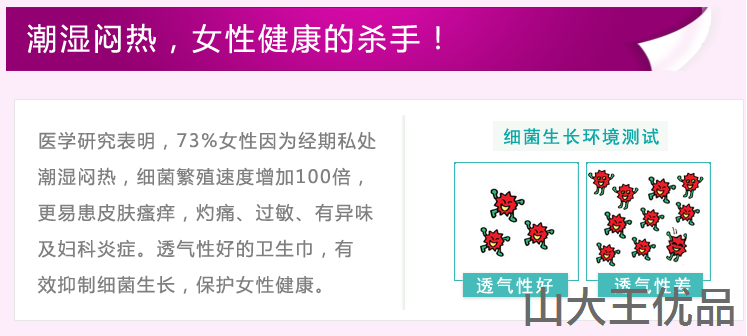 潮湿闷热，女性健康的杀手！
医学研究表明，73%女性因为经期私处
潮湿闷热，细菌繁殖速度增加100倍，
更易患皮肤瘙痒，灼痛、过敏、有异味
及妇科炎症。透气性好的卫生巾，有
效抑制细菌生长，保护女性健康。
细菌生长环境测试
透气性好
透气性差
山大王优品